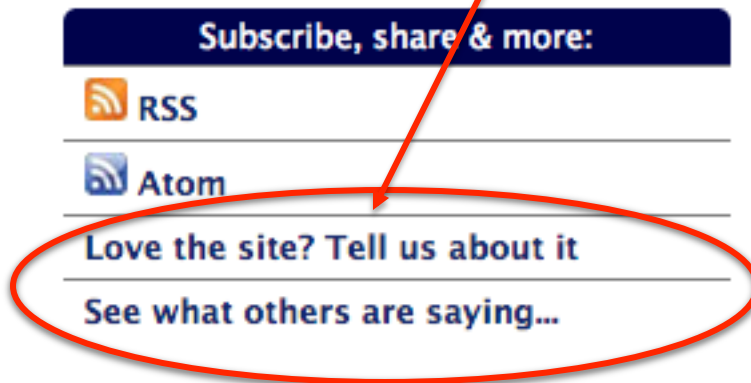 Subscribe, share & more:
RSS
Atom
Love the site? Tell us about it
See what others are saying...